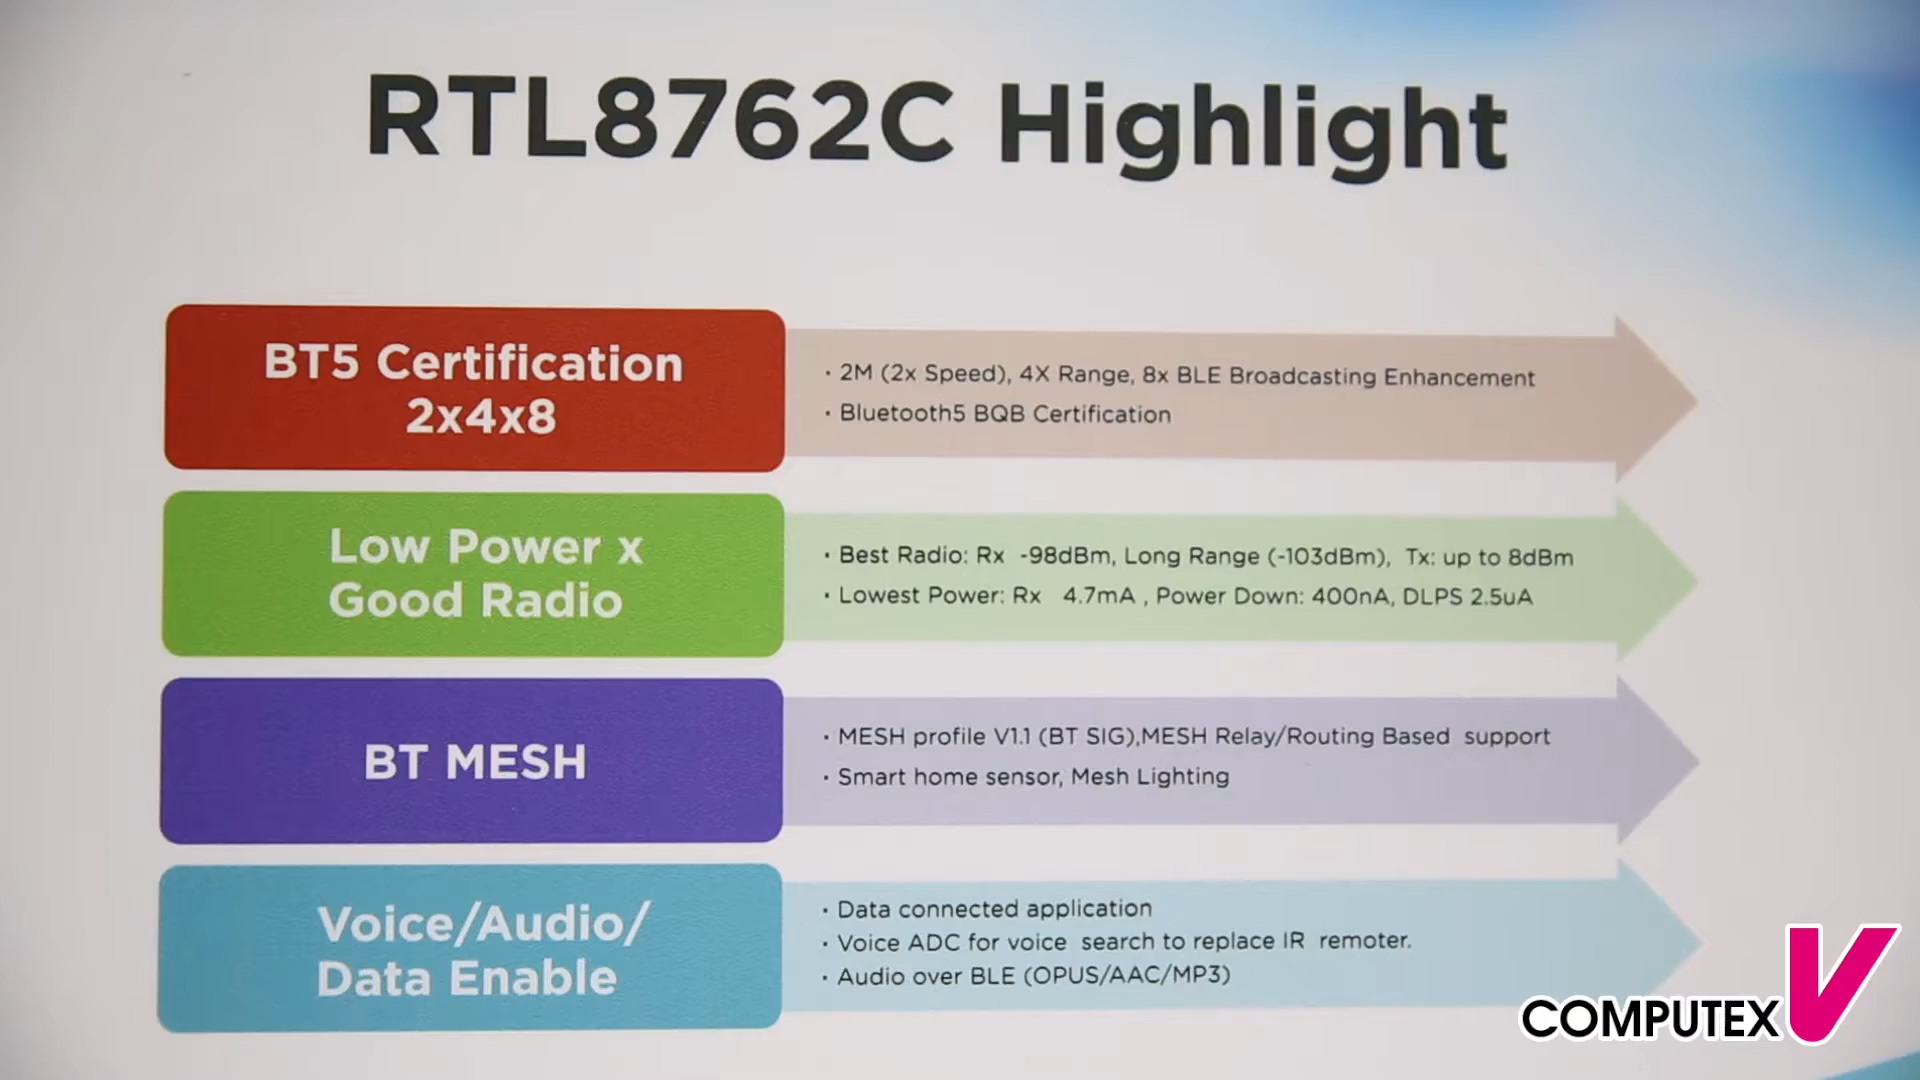 RTL8762C Highlight
BT5 Certification
2x4x8
· 2M (2x Speed), 4X Range, 8x BLE Broadcasting Enhancement
· Bluetooth5 BQB Certification
Low Power x
Good Radio
· Best Radio: Rx -98dBm, Long Range (-103dBm), Tx: up to 8dBm
· Lowest Power: Rx 4.7mA , Power Down: 400nA, DLPS 2.5uA
BT MESH
· MESH profile V1.1 (BT SIG),MESH Relay/Routing Based support
· Smart home sensor, Mesh Lighting
Voice/Audio/
Data Enable
· Data connected application
· Voice ADC for voice search to replace IR remoter.
· Audio over BLE (OPUS/AAC/MP3)
COMPUTEX V